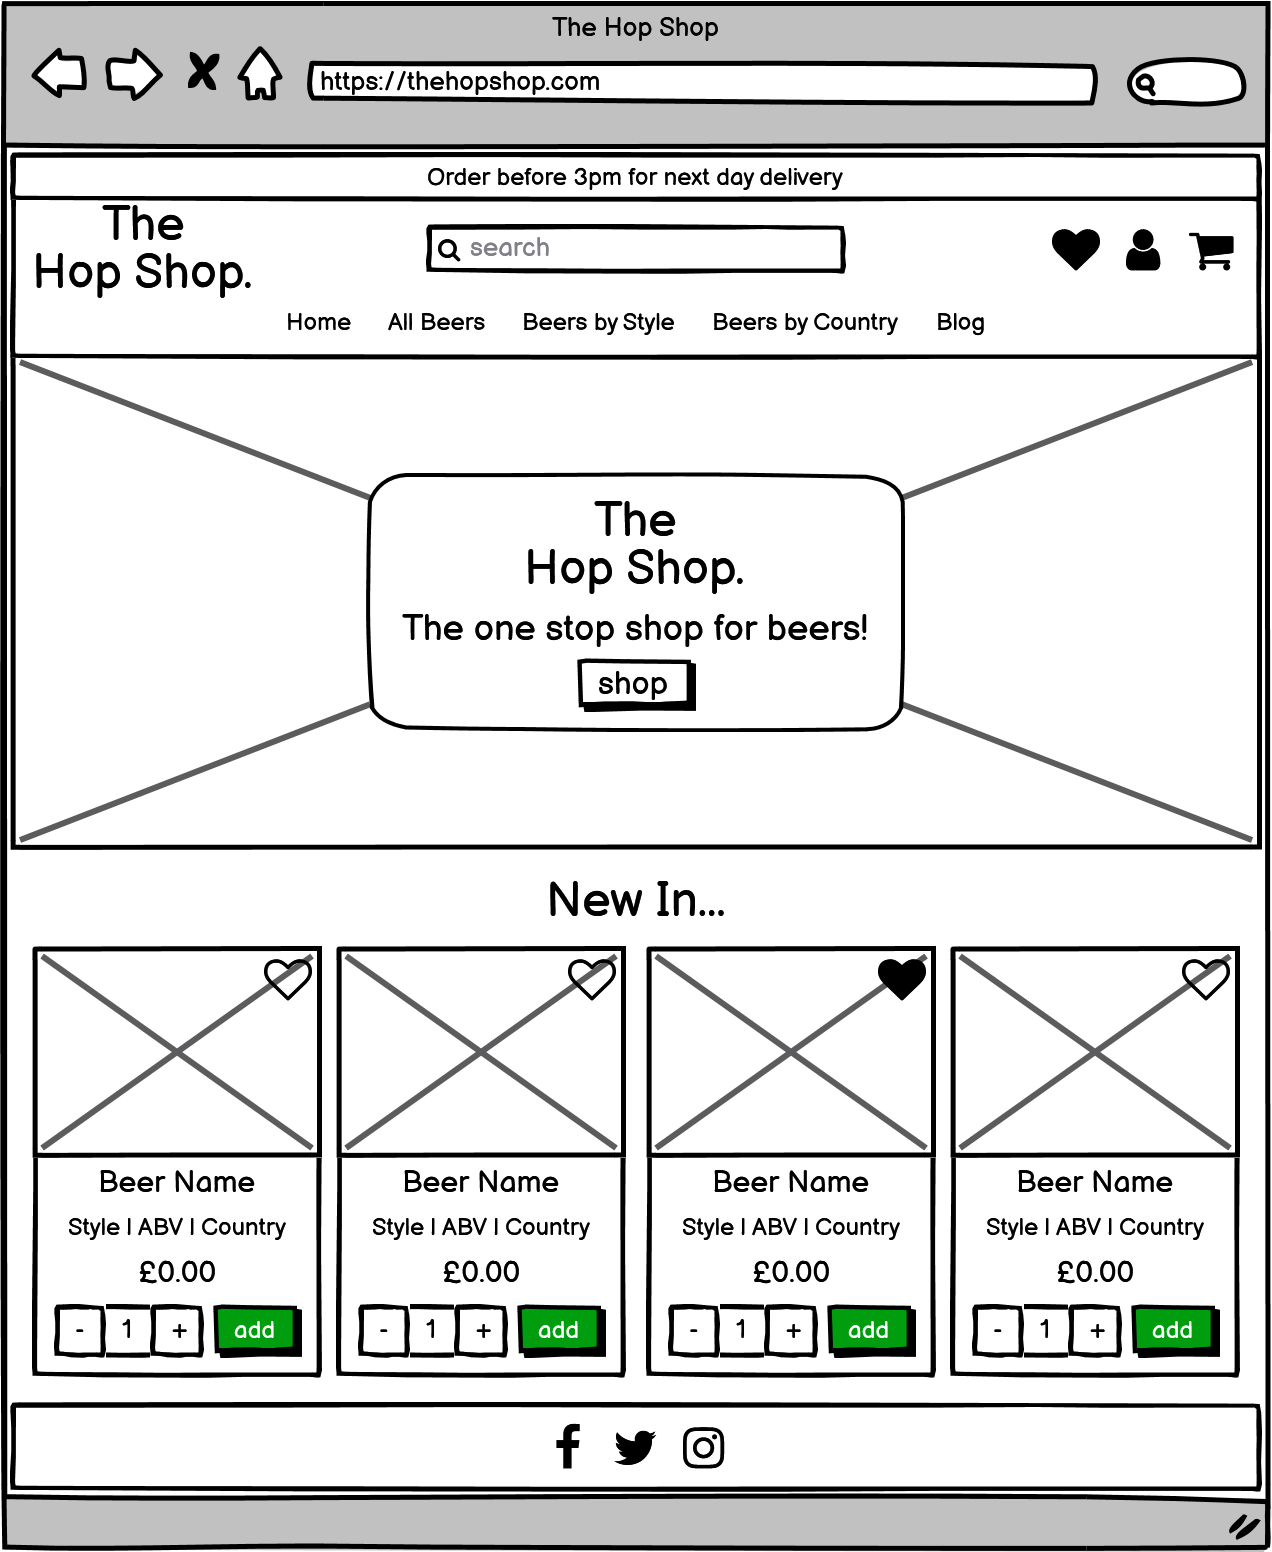 The Hop Shop
https://thehopshop.com
Order before 3pm for next day delivery
The
Hop Shop.
search
Home All Beers Beers by Style Beers by Country Blog
The
Hop Shop.
The one stop shop for beers!
shop
New In...
Beer Name Beer Name Beer Name Beer Name
Style | ABV | Country Style | ABV | Country Style | ABV | Country Style | ABV | Country
£0.00 £0.00 £0.00 £0.00
- 1 + add - 1 + add - 1 + add - 1 + add